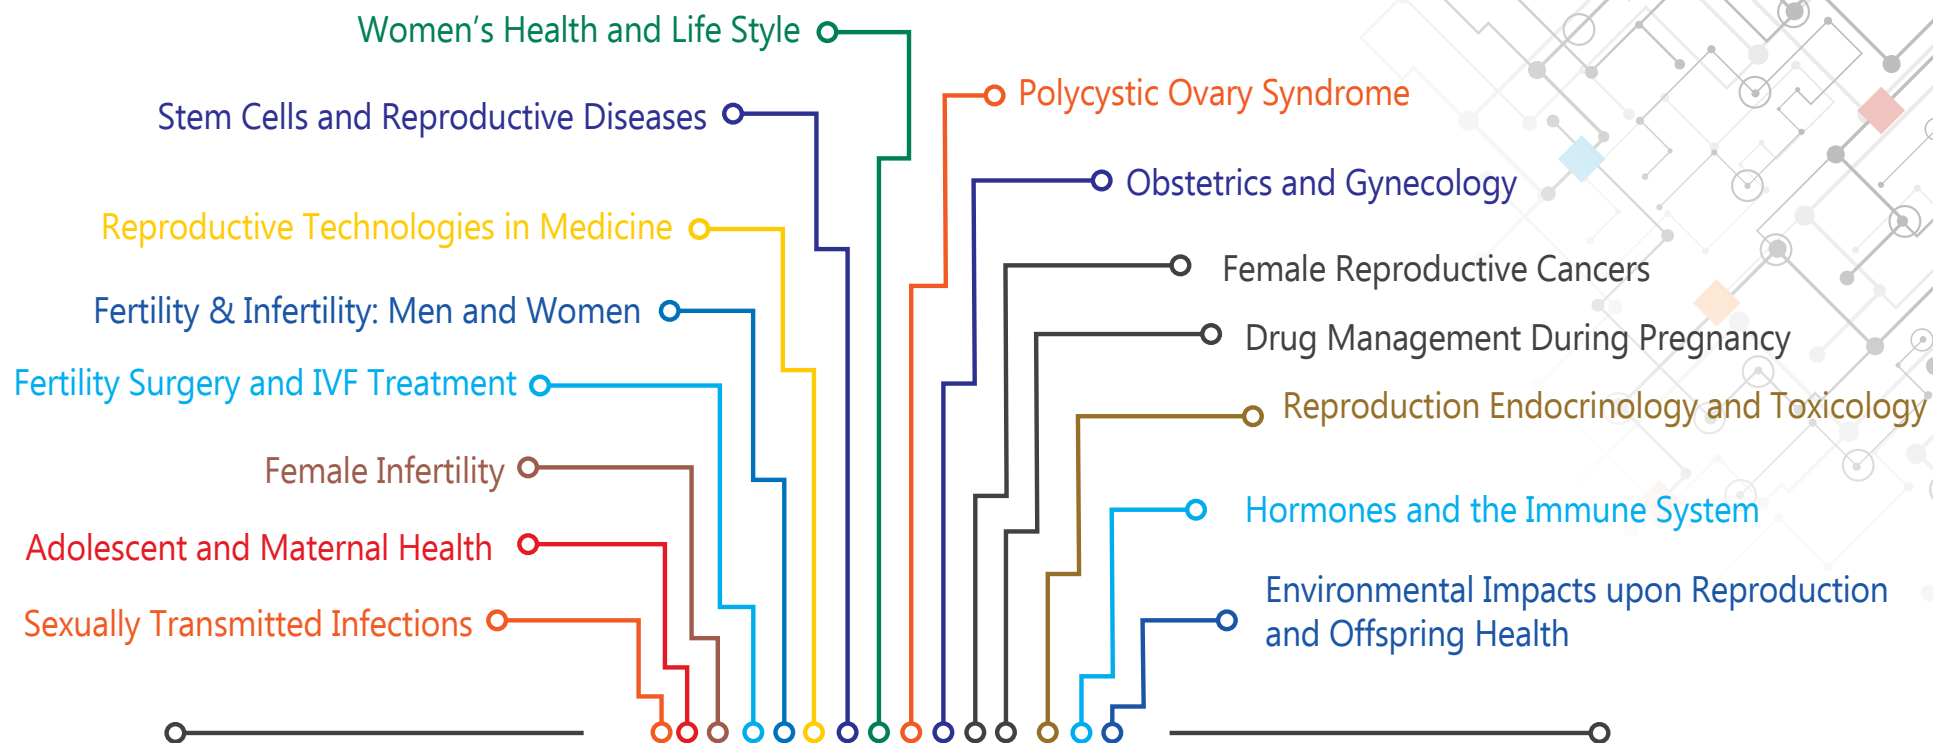 Women's Health and Life Style
Stem Cells and Reproductive Diseases
Reproductive Technologies in Medicine
Fertility & Infertility: Men and Women
Fertility Surgery and IVF Treatment
Female Infertility
Adolescent and Maternal Health
Sexually Transmitted Infections
Polycystic Ovary Syndrome
Obstetrics and Gynecology
Female Reproductive Cancers
Drug Management During Pregnancy
Reproduction Endocrinology and Toxicology
Hormones and the Immune System
Environmental Impacts upon Reproduction
and Offspring Health